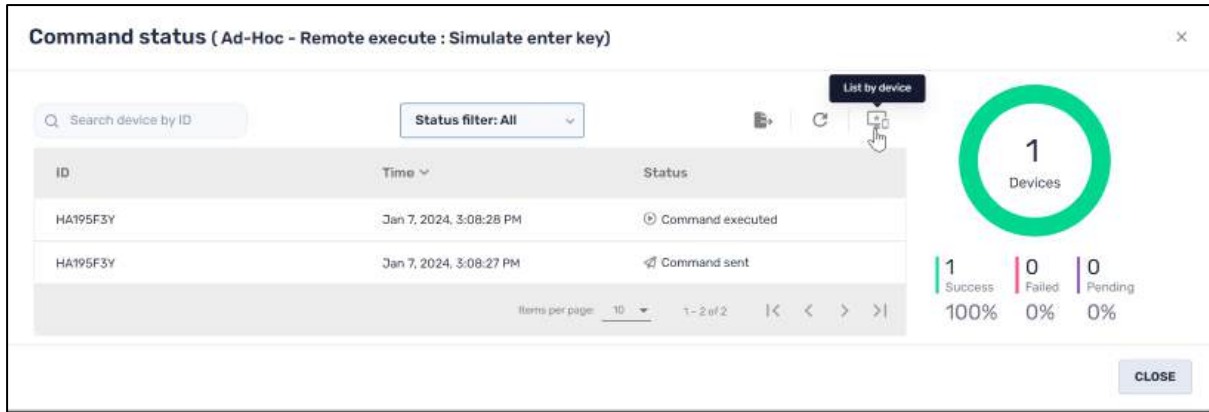 Command status ( Ad-Hoc - Remote execute : Simulate enter key)
List by device
Search device by ID
Status filter: All
ID Time Status
HA195F3Y Jan 7, 2024, 3:08:28 PM Command executed
HA195F3Y Jan 7, 2024, 3:08:27 PM Command sent
Items per page: 10 1 – 2 of 2
1
Devices
1 0 0
Success Failed Pending
100% 0% 0%
CLOSE